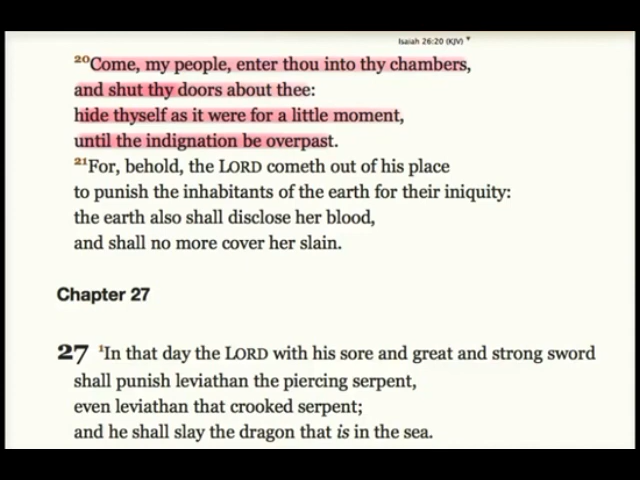 Isaiah 26:20 (KJV) ▾
20Come, my people, enter thou into thy chambers,
and shut thy doors about thee:
hide thyself as it were for a little moment,
until the indignation be overpast.
21For, behold, the LORD cometh out of his place
to punish the inhabitants of the earth for their iniquity:
the earth also shall disclose her blood,
and shall no more cover her slain.
Chapter 27
27 1In that day the LORD with his sore and great and strong sword
shall punish leviathan the piercing serpent,
even leviathan that crooked serpent;
and he shall slay the dragon that is in the sea.